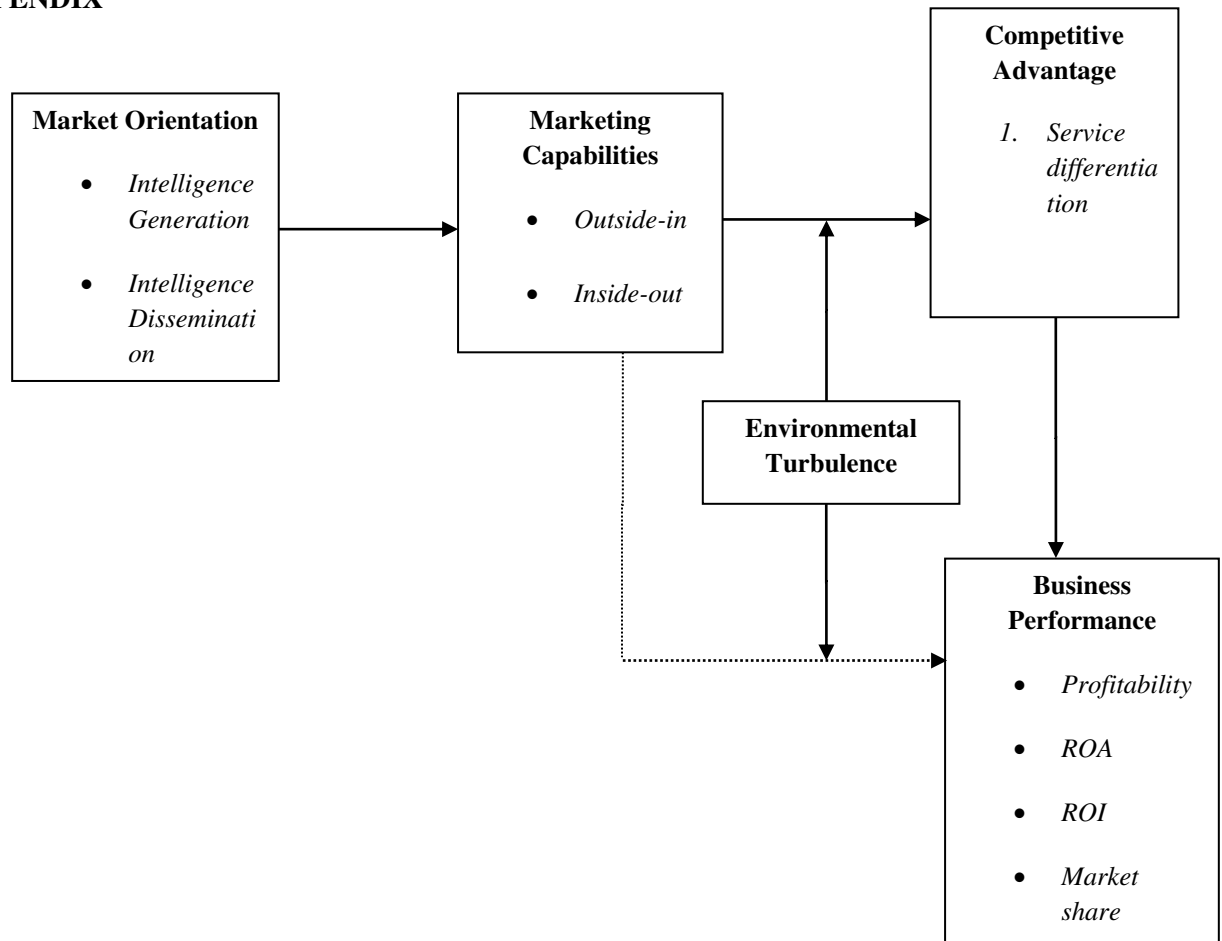 ENDIX
Market Orientation
• Intelligence
Generation
• Intelligence
Disseminati
on
Marketing
Capabilities
• Outside-in
• Inside-out
Competitive
Advantage
1. Service
differentia
tion
Environmental
Turbulence
Business
Performance
• Profitability
• ROA
• ROI
• Market
share